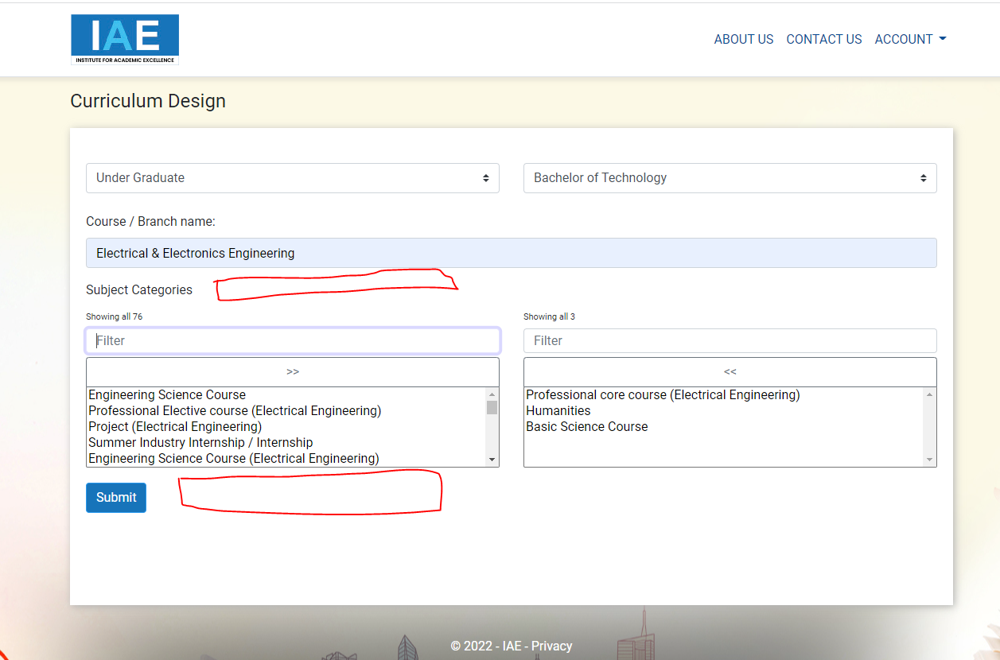 IAE
INSTITUTE FOR ACADEMIC EXCELLENCE
ABOUT US CONTACT US ACCOUNT
Curriculum Design
Under Graduate
Bachelor of Technology
Course / Branch name:
Electrical & Electronics Engineering
Subject Categories
Showing all 76
Filter
>>
Engineering Science Course
Professional Elective course (Electrical Engineering)
Project (Electrical Engineering)
Summer Industry Internship / Internship
Engineering Science Course (Electrical Engineering)
Showing all 3
Filter
<<
Professional core course (Electrical Engineering)
Humanities
Basic Science Course
Submit
© 2022 - IAE - Privacy